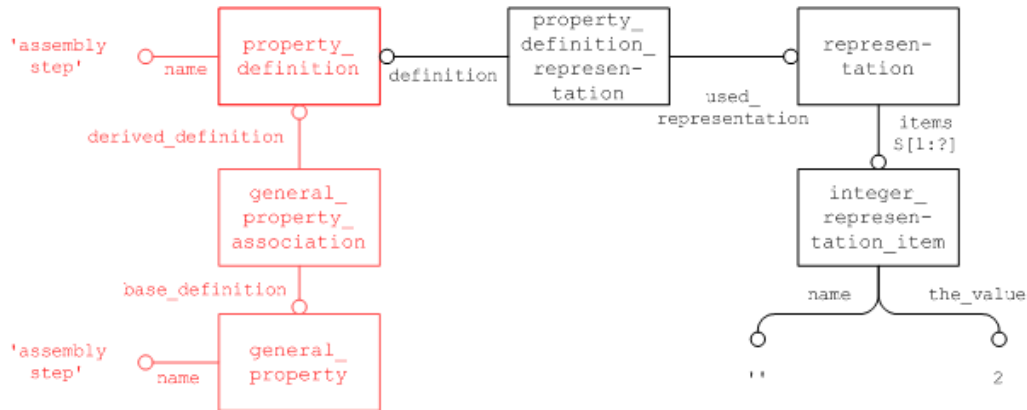 'assembly
step'
name
property_
definition
definition
property_
definition_
represen-
tation
used_
representation
represen-
tation
derived_definition
items
S[1:?]
general_
property_
association
integer_
represen-
tation_item
base_definition
name
the_value
'assembly
step'
name
general_
property
''
2